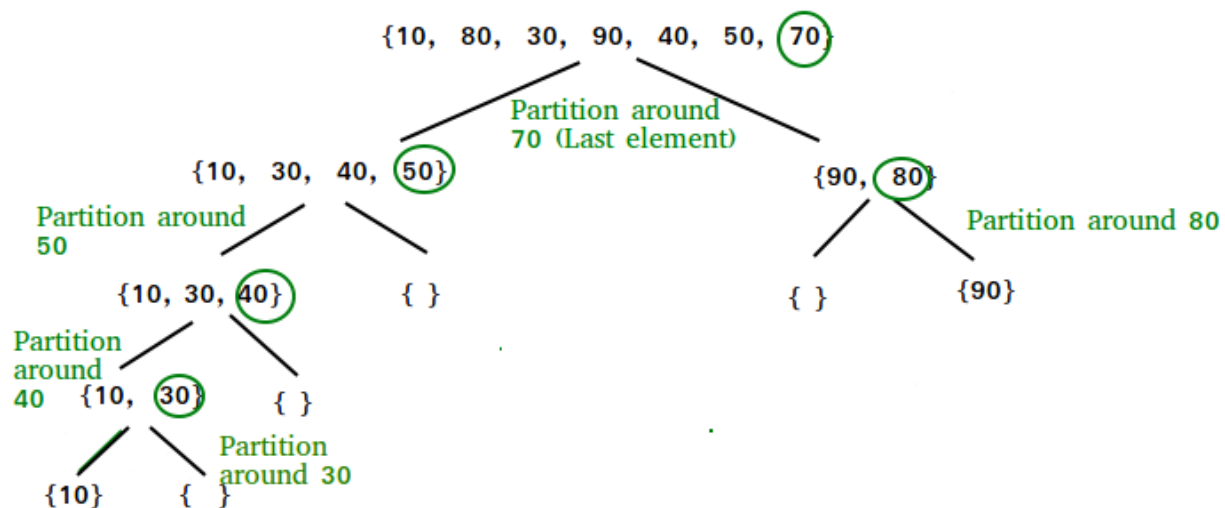 {10, 80, 30, 90, 40, 50, 70}
Partition around
70 (Last element)
{10, 30, 40, 50}
{90, 80}
Partition around
50
Partition around 80
{10, 30, 40}
{ }
{ }
{90}
Partition
around
40
{10, 30}
{ }
Partition
around 30
{10}
{ }